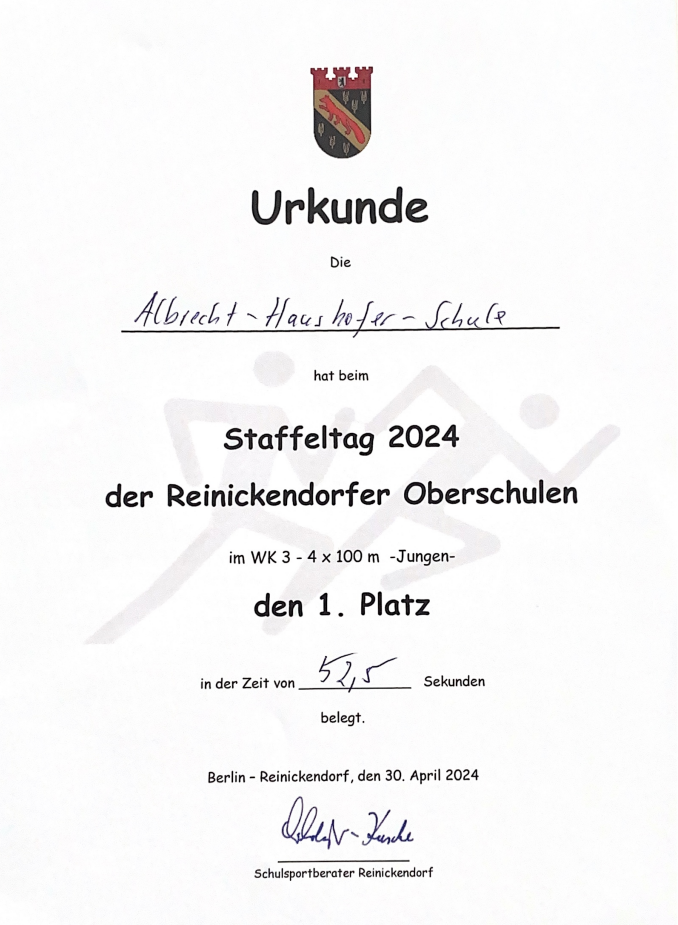 Urkunde
Die
Albrecht-Haushofer-Schule
hat beim
Staffeltag 2024
der Reinickendorfer Oberschulen
im WK 3 - 4 x 100 m -Jungen-
den 1. Platz
in der Zeit von 52,5 Sekunden
belegt.
Berlin – Reinickendorf, den 30. April 2024
Schulsportberater Reinickendorf